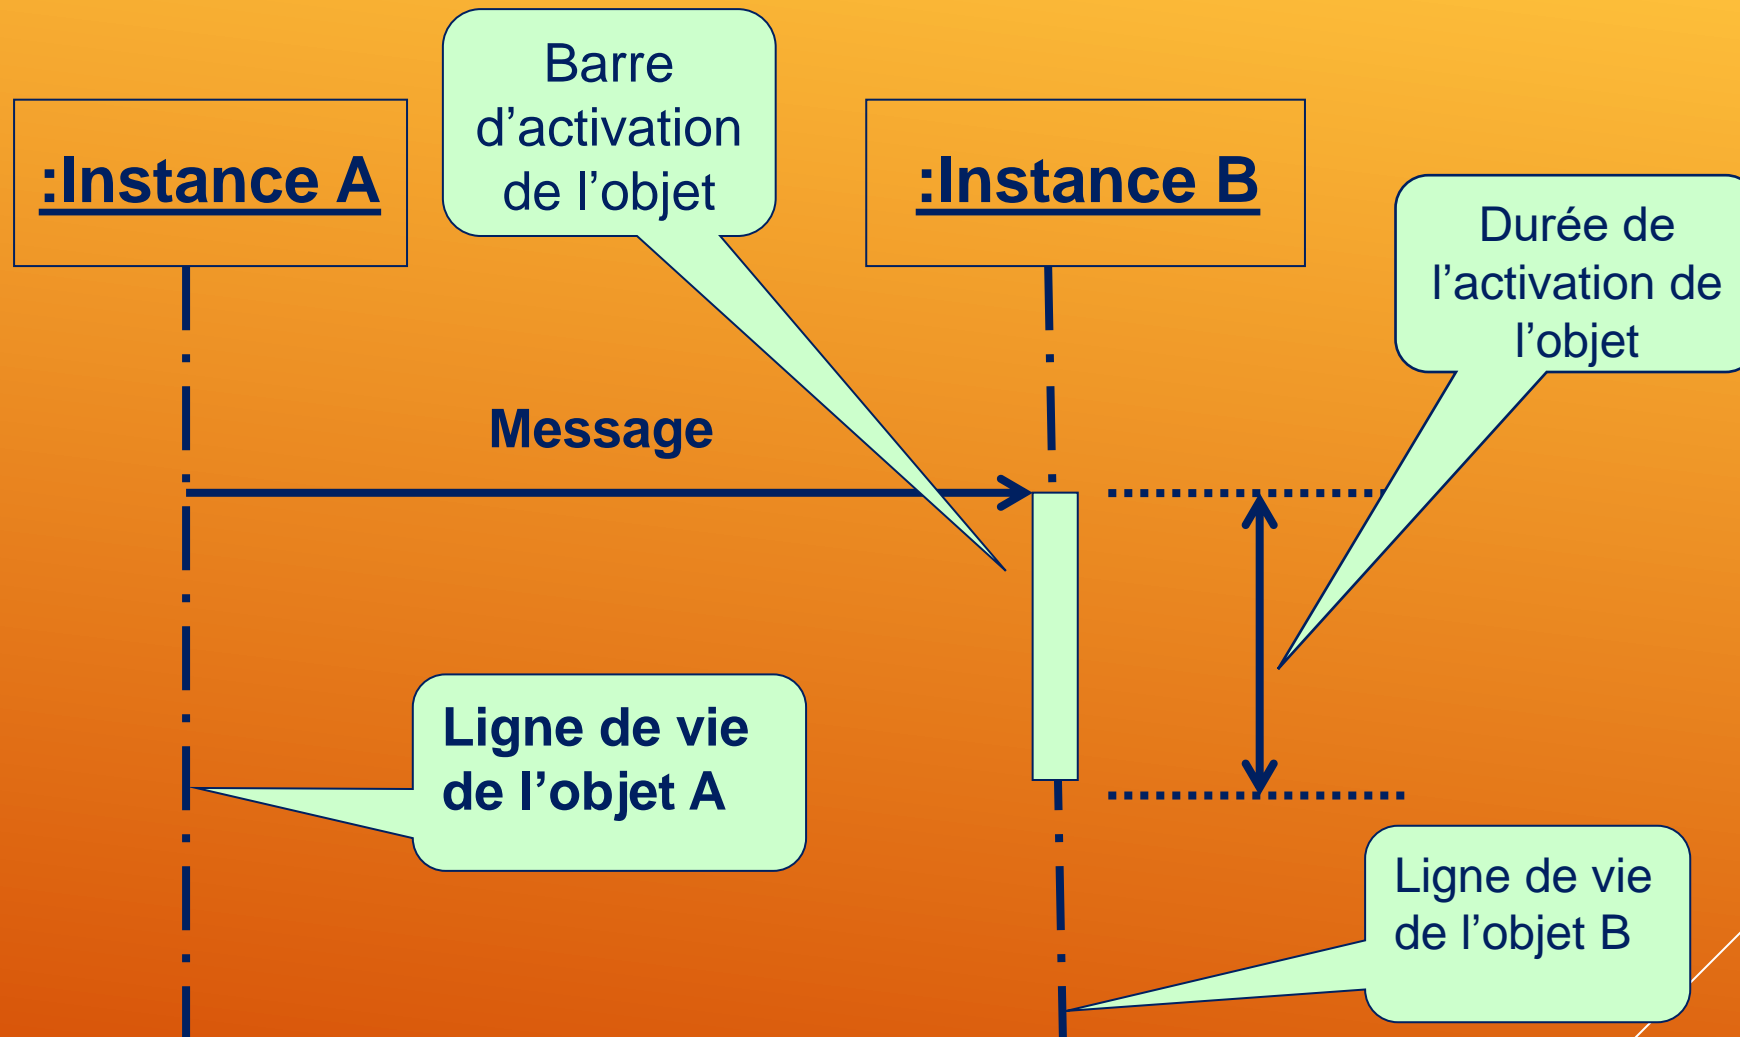 Barre
d’activation
de l’objet
:Instance A
:Instance B
Durée de
l’activation de
l’objet
Message
Ligne de vie
de l’objet A
Ligne de vie
de l’objet B